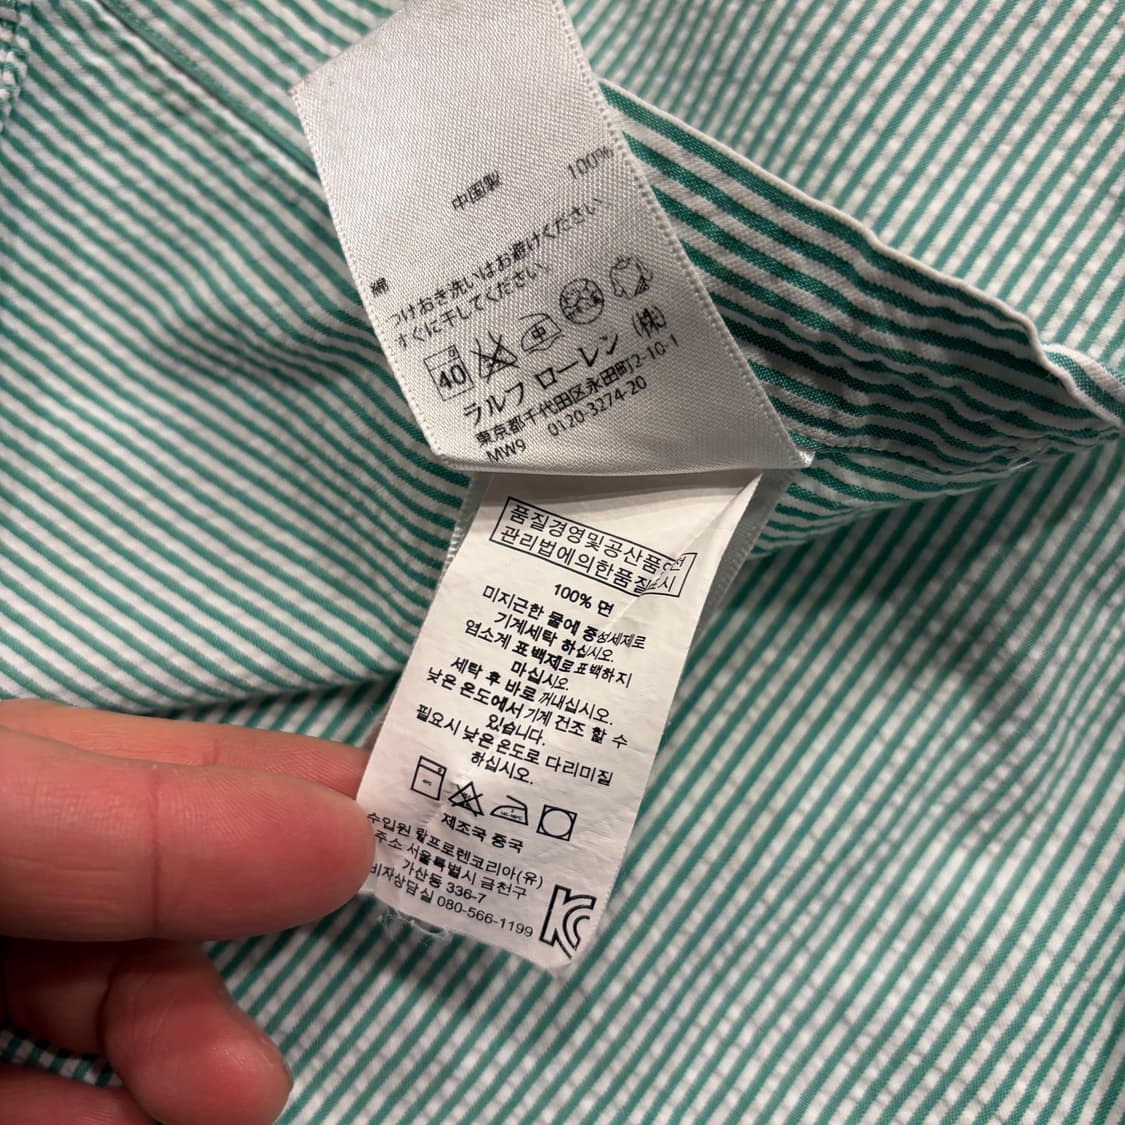 中国製
綿 100%
つけおき洗いはお避けください
すぐに干してください。
40
中
ラルフ ローレン (株)
東京都千代田区永田町2-10-1
MW9 0120-3274-20
품질경영및공산품안전
관리법에의한품질표시
100% 면
미지근한 물에 중성세제로
기계세탁 하십시오.
염소계 표백제로표백하지
마십시오.
세탁 후 바로 꺼내십시오.
낮은 온도에서 기계 건조 할 수
있습니다.
필요시 낮은 온도로 다리미질
하십시오.
제조국 중국
수입원 랄프로렌코리아(유)
주소 서울특별시 금천구
가산동 336-7
비자상담실 080-566-1199